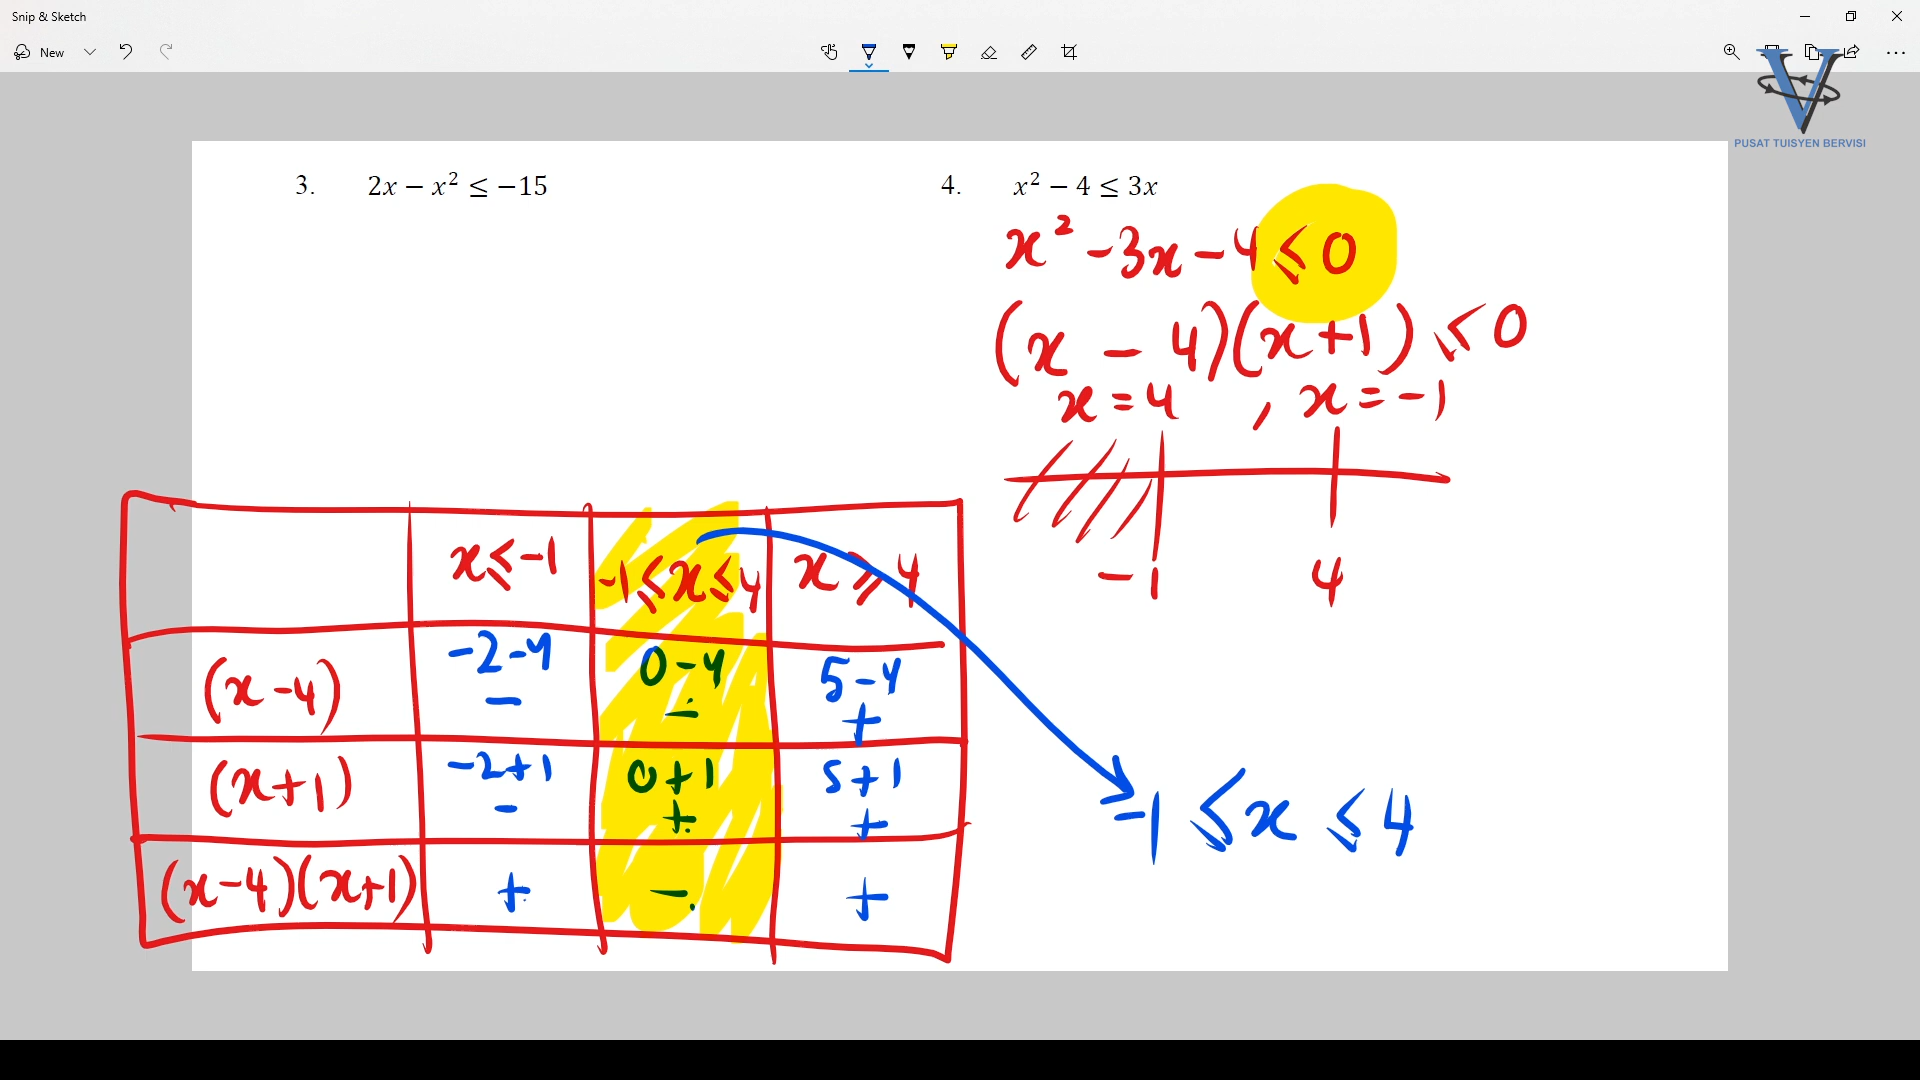 Snip & Sketch
New
PUSAT TUISYEN BERVISI
3. 2x − x² ≤ −15
4. x² − 4 ≤ 3x
x² − 3x − 4 ≤ 0
(x − 4)(x + 1) ≤ 0
x = 4 , x = −1
−1 4
x ≤ −1 −1 ≤ x ≤ 4 x ≥ 4
(x − 4) −2−4 − 0−4 − 5−4 +
(x+1) −2+1 − 0+1 + 5+1 +
(x−4)(x+1) + − +
−1 ≤ x ≤ 4